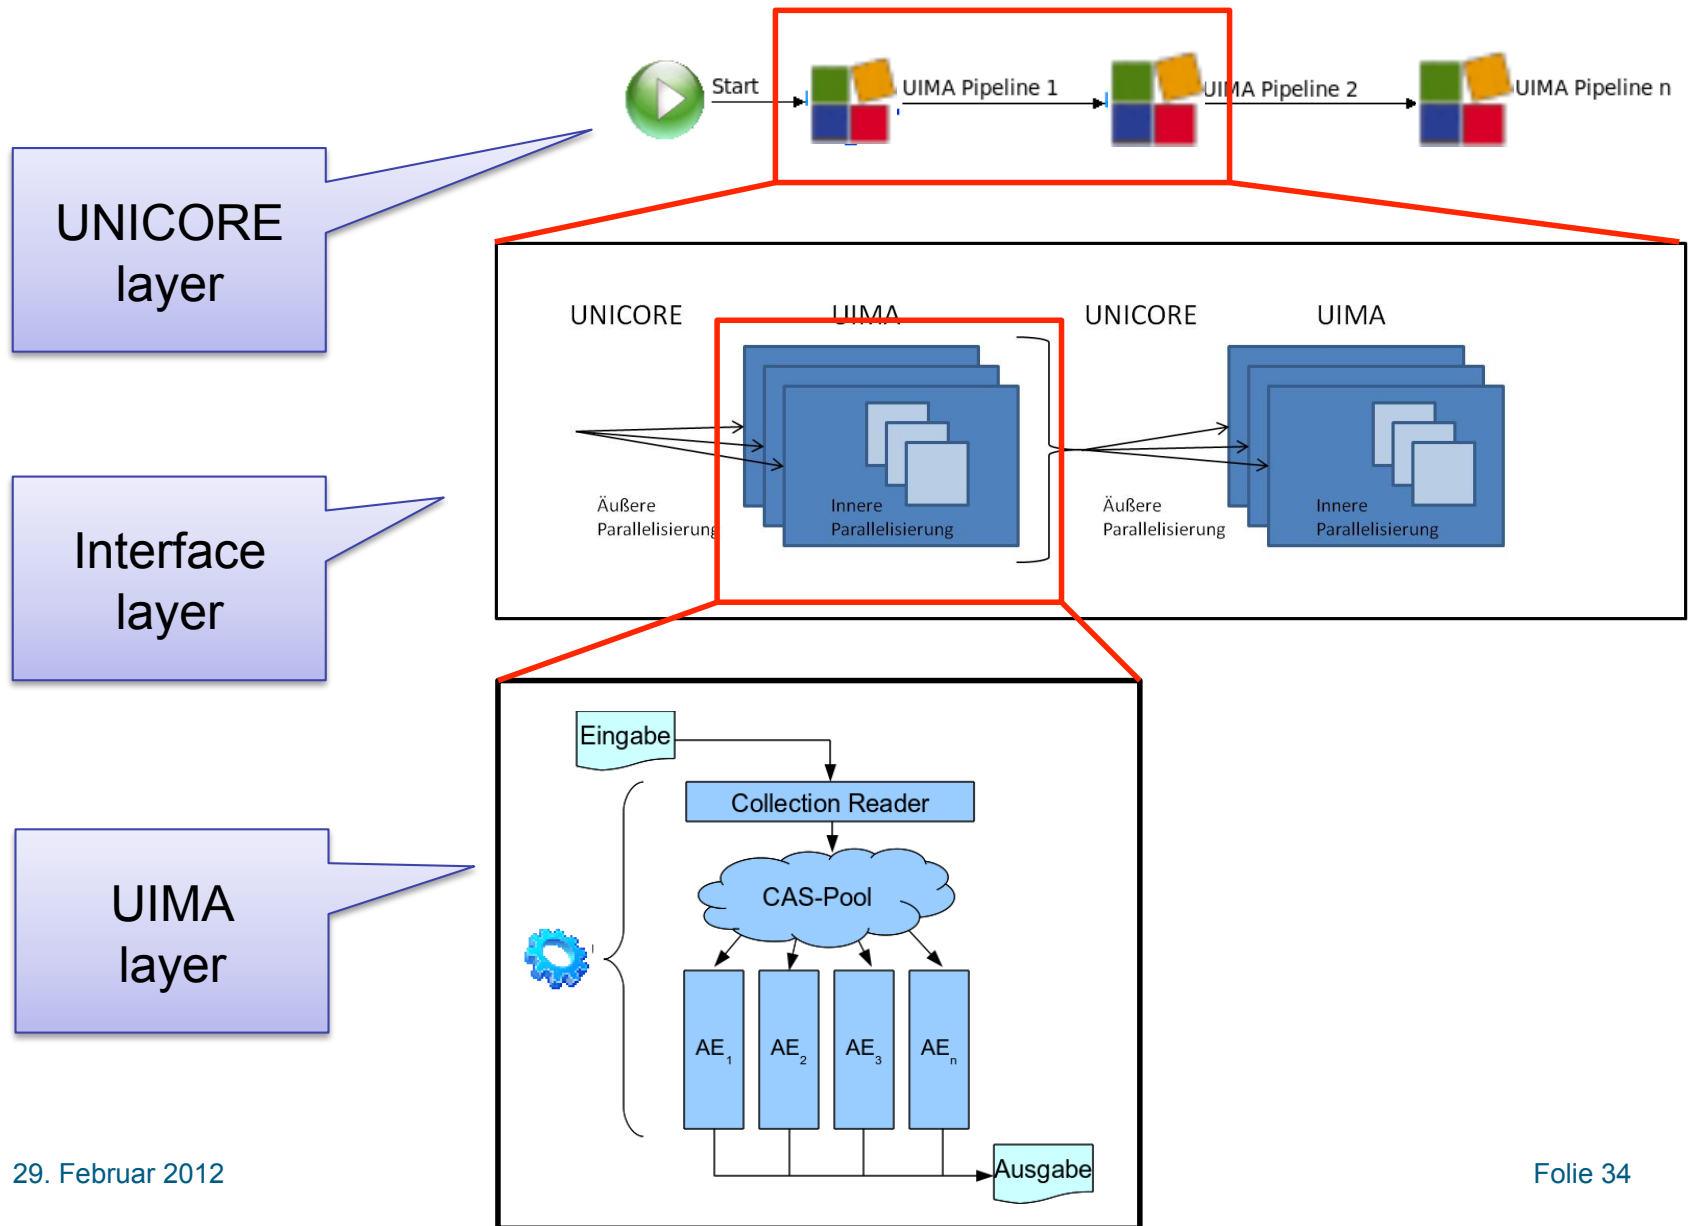 Start
UIMA Pipeline 1
UIMA Pipeline 2
UIMA Pipeline n
UNICORE
layer
UNICORE
UIMA
UNICORE
UIMA
Äußere
Parallelisierung
Innere
Parallelisierung
Äußere
Parallelisierung
Innere
Parallelisierung
Interface
layer
Eingabe
Collection Reader
CAS-Pool
UIMA
layer
AE1
AE2
AE3
AEn
Ausgabe
29. Februar 2012
Folie 34